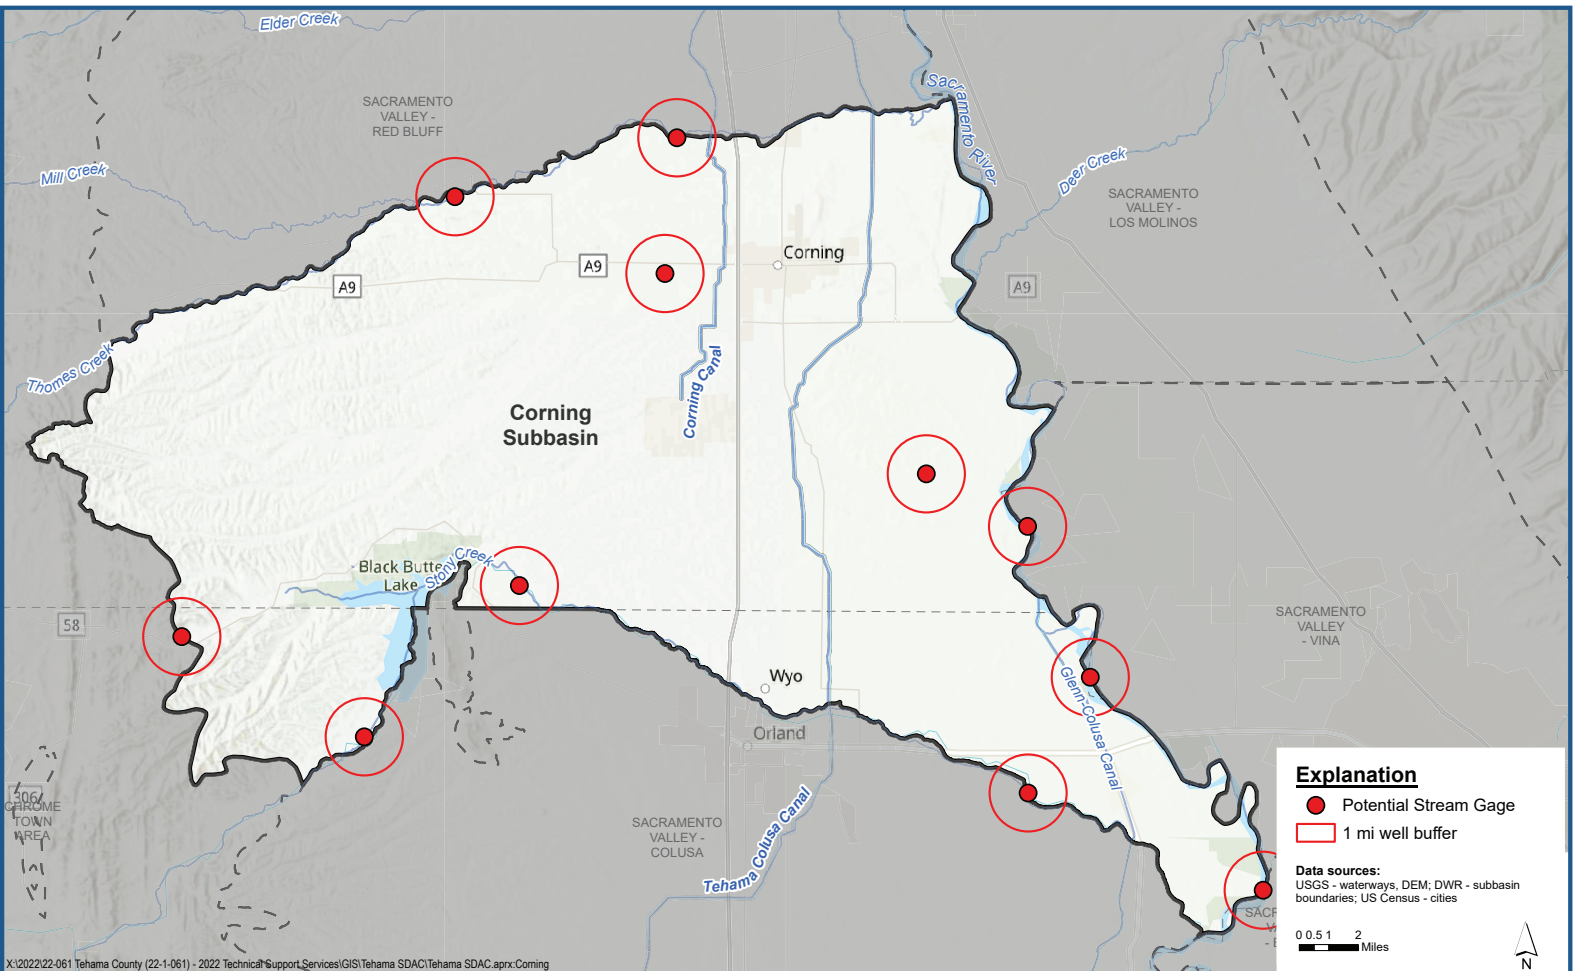 Elder Creek
SACRAMENTO
VALLEY -
RED BLUFF
Sacramento River
Mill Creek
Deer Creek
SACRAMENTO
VALLEY -
LOS MOLINOS
Corning
A9
A9
A9
Thomes Creek
Corning Canal
Corning
Subbasin
Black Butte
Lake
Stony Creek
58
SACRAMENTO
VALLEY
- VINA
Wyo
Glenn-Colusa Canal
Orland
306
CHROME
TOWN
AREA
SACRAMENTO
VALLEY -
COLUSA
Tehama Colusa Canal
Explanation
Potential Stream Gage
1 mi well buffer
Data sources:
USGS - waterways, DEM; DWR - subbasin
boundaries; US Census - cities
0 0.5 1 2
Miles
N
X:\2022\22-061 Tehama County (22-1-061) - 2022 Technical Support Services\GIS\Tehama SDAC\Tehama SDAC.aprx:Corning